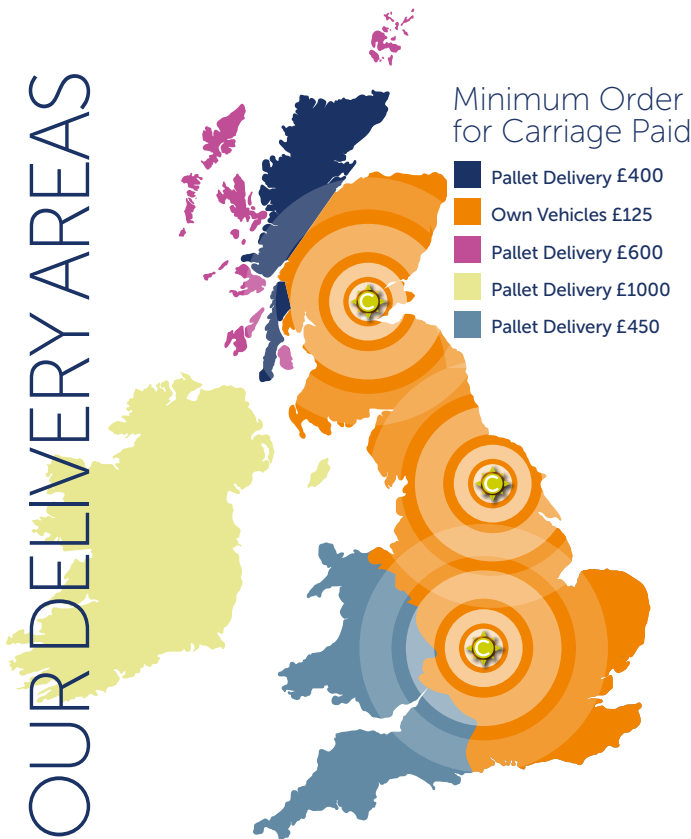 OUR DELIVERY AREAS
Minimum Order
for Carriage Paid
Pallet Delivery £400
Own Vehicles £125
Pallet Delivery £600
Pallet Delivery £1000
Pallet Delivery £450
C
C
C